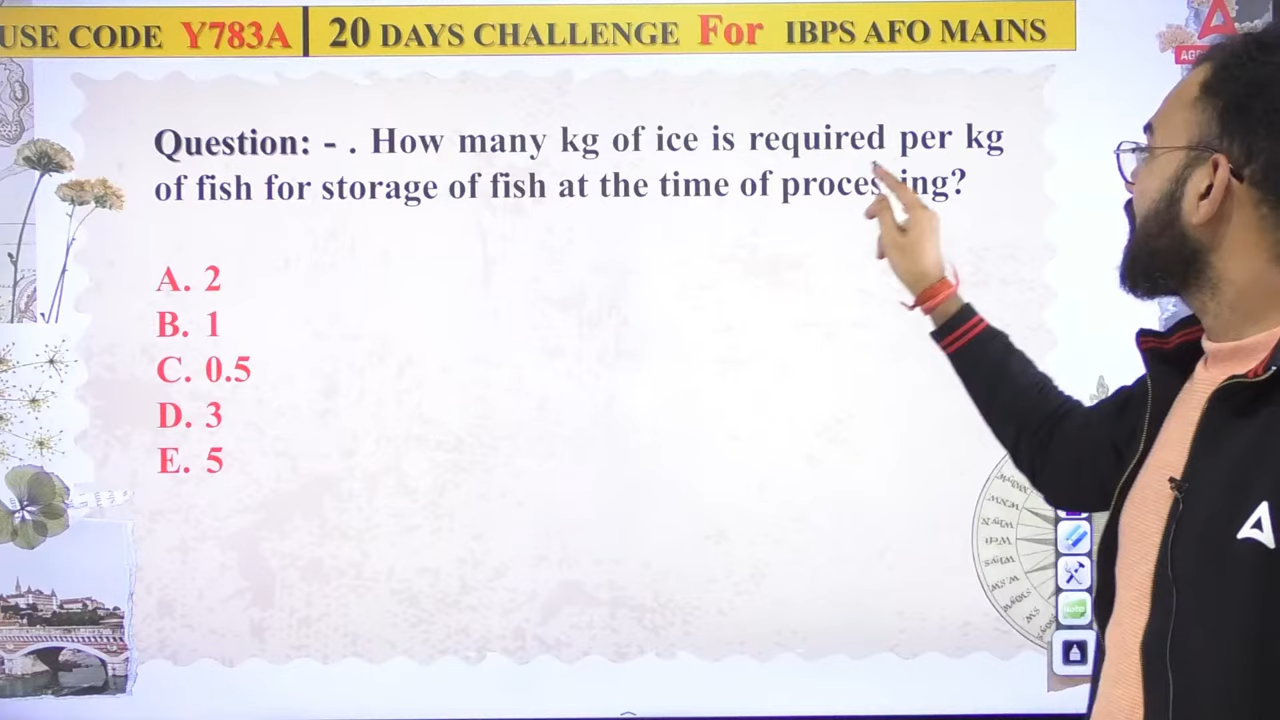 USE CODE Y783A 20 DAYS CHALLENGE For IBPS AFO MAINS
Question: - . How many kg of ice is required per kg
of fish for storage of fish at the time of processing?
A. 2
B. 1
C. 0.5
D. 3
E. 5